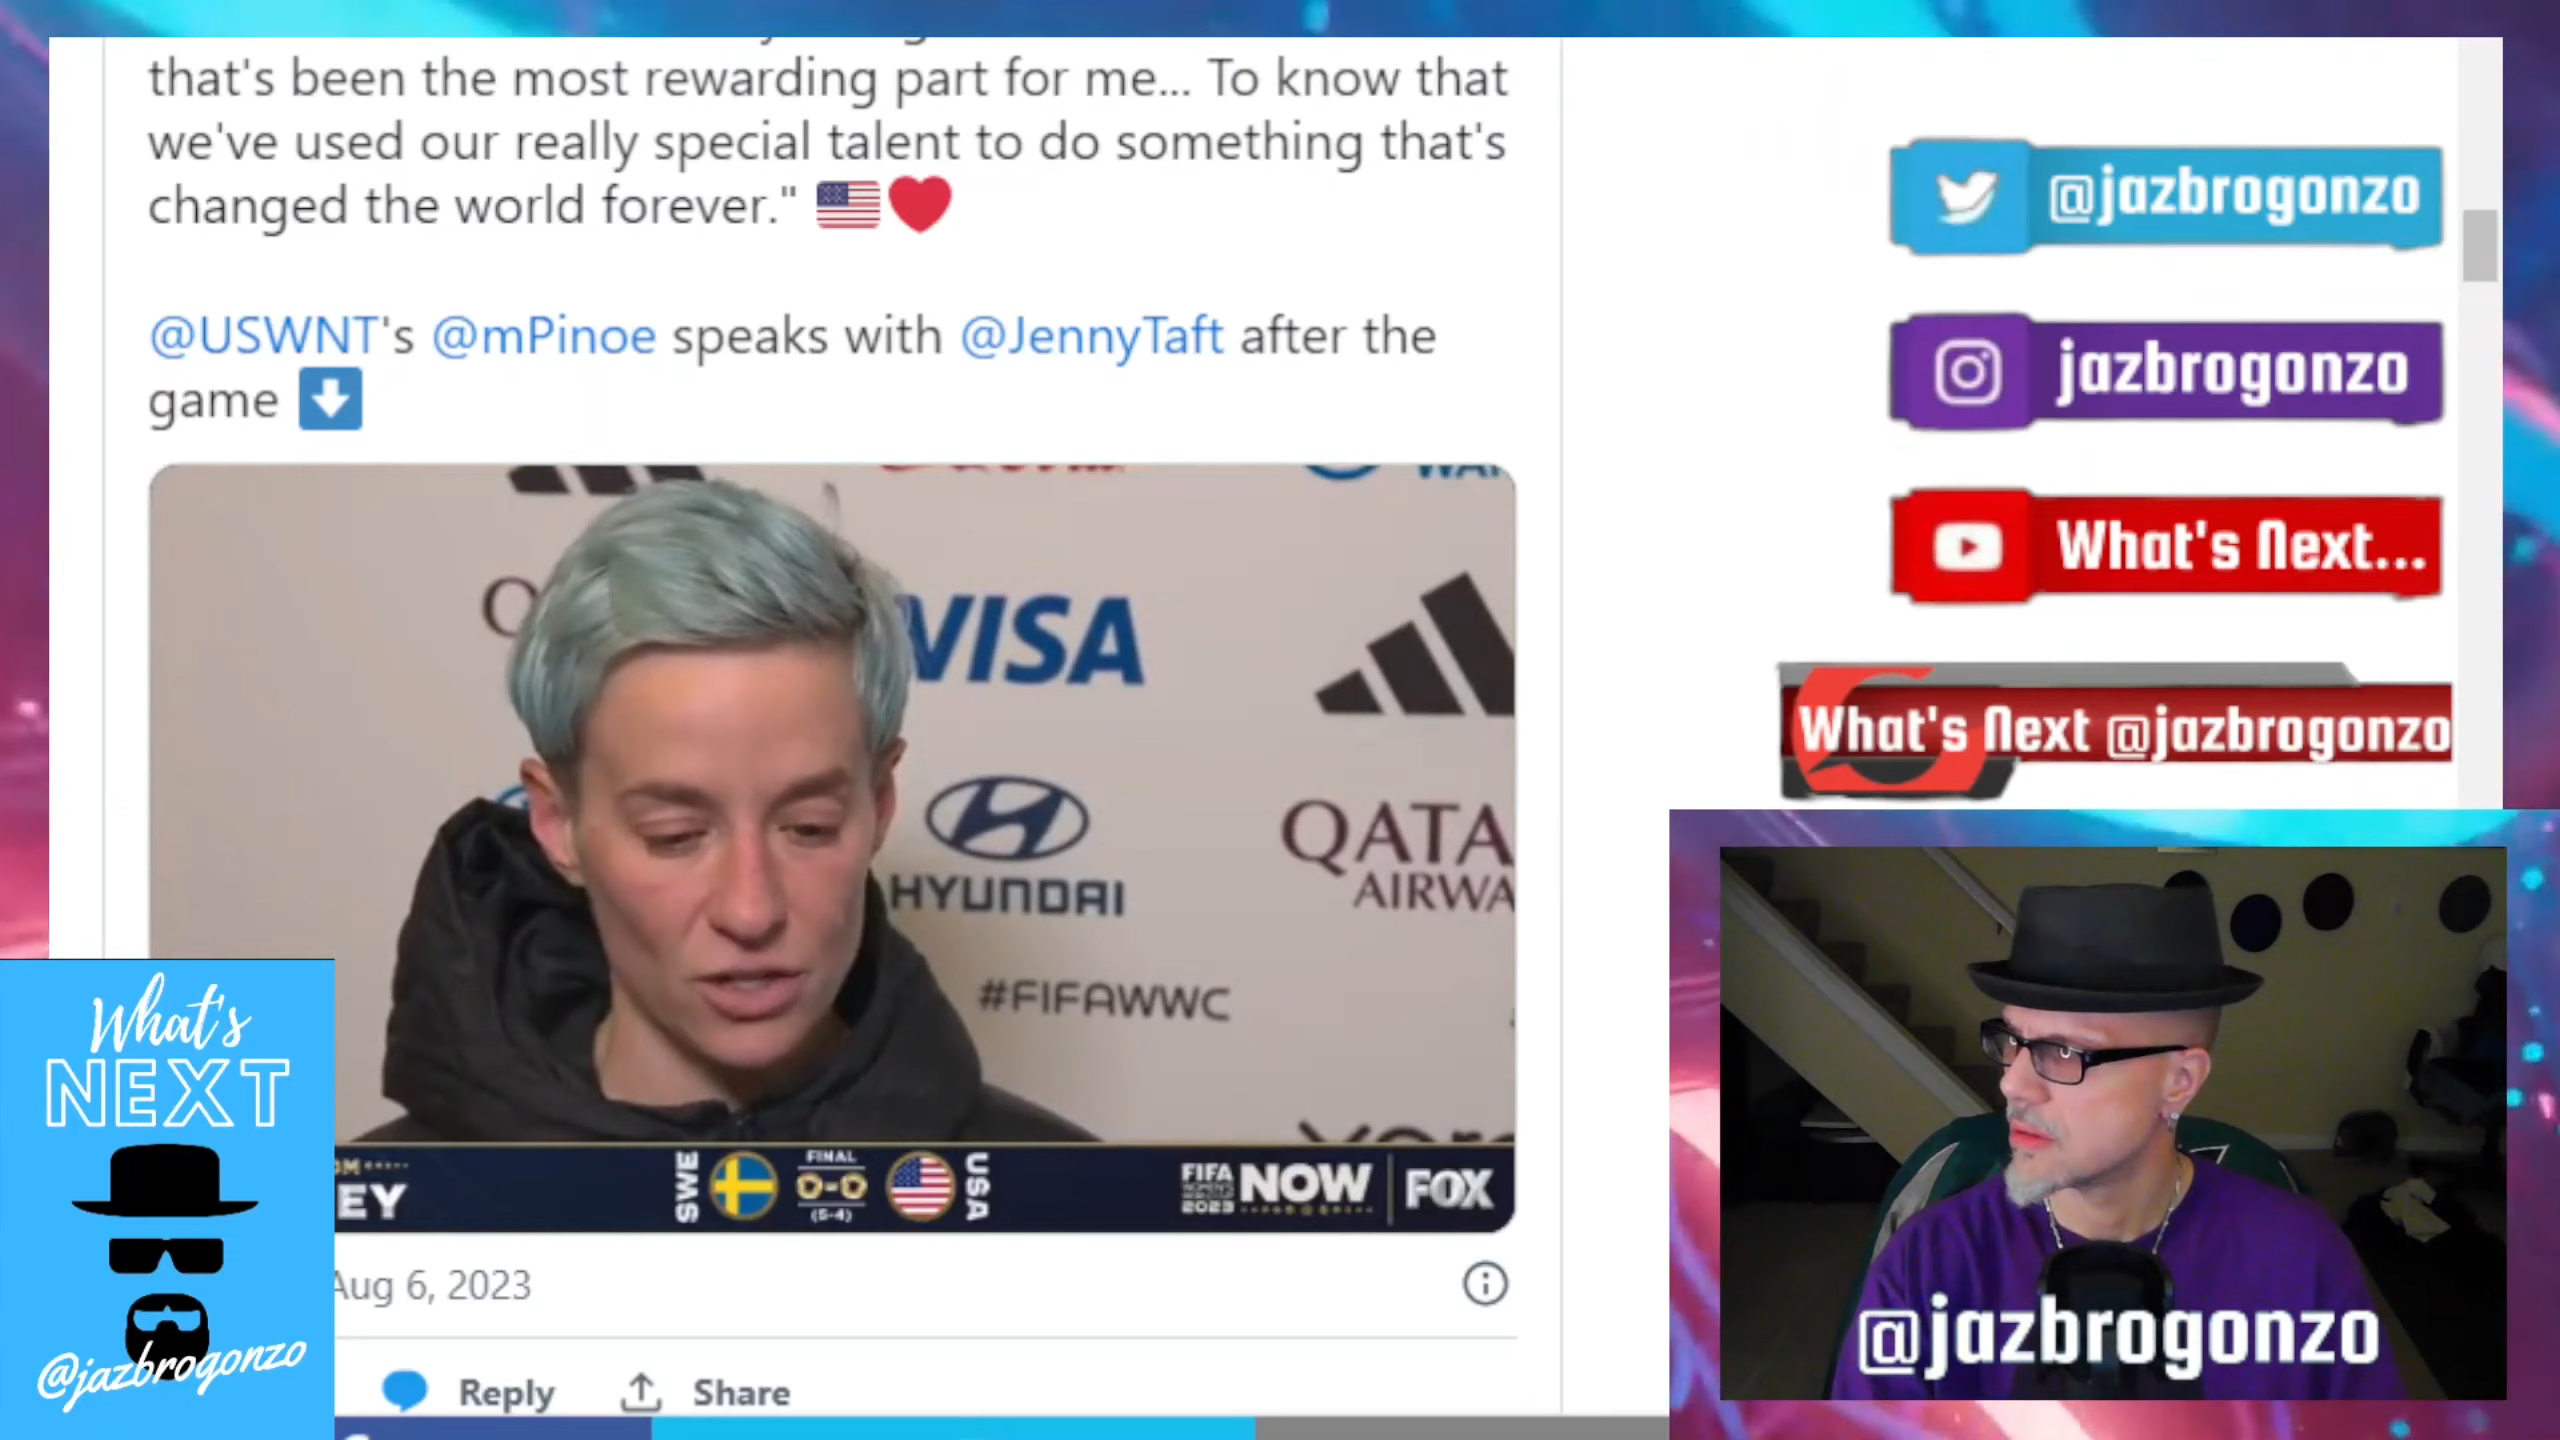 that's been the most rewarding part for me... To know that
we've used our really special talent to do something that's
changed the world forever."
@USWNT's @mPinoe speaks with @JennyTaft after the
game
VISA
HYUNDAI
QATA
AIRWA
#FIFAWWC
EY
SWE
FINAL
0-0
(5-4)
USA
FIFA
2023
NOW
FOX
Aug 6, 2023
Reply
Share
@jazbrogonzo
jazbrogonzo
What's Next...
What's Next @jazbrogonzo
What's
NEXT
@jazbrogonzo
@jazbrogonzo